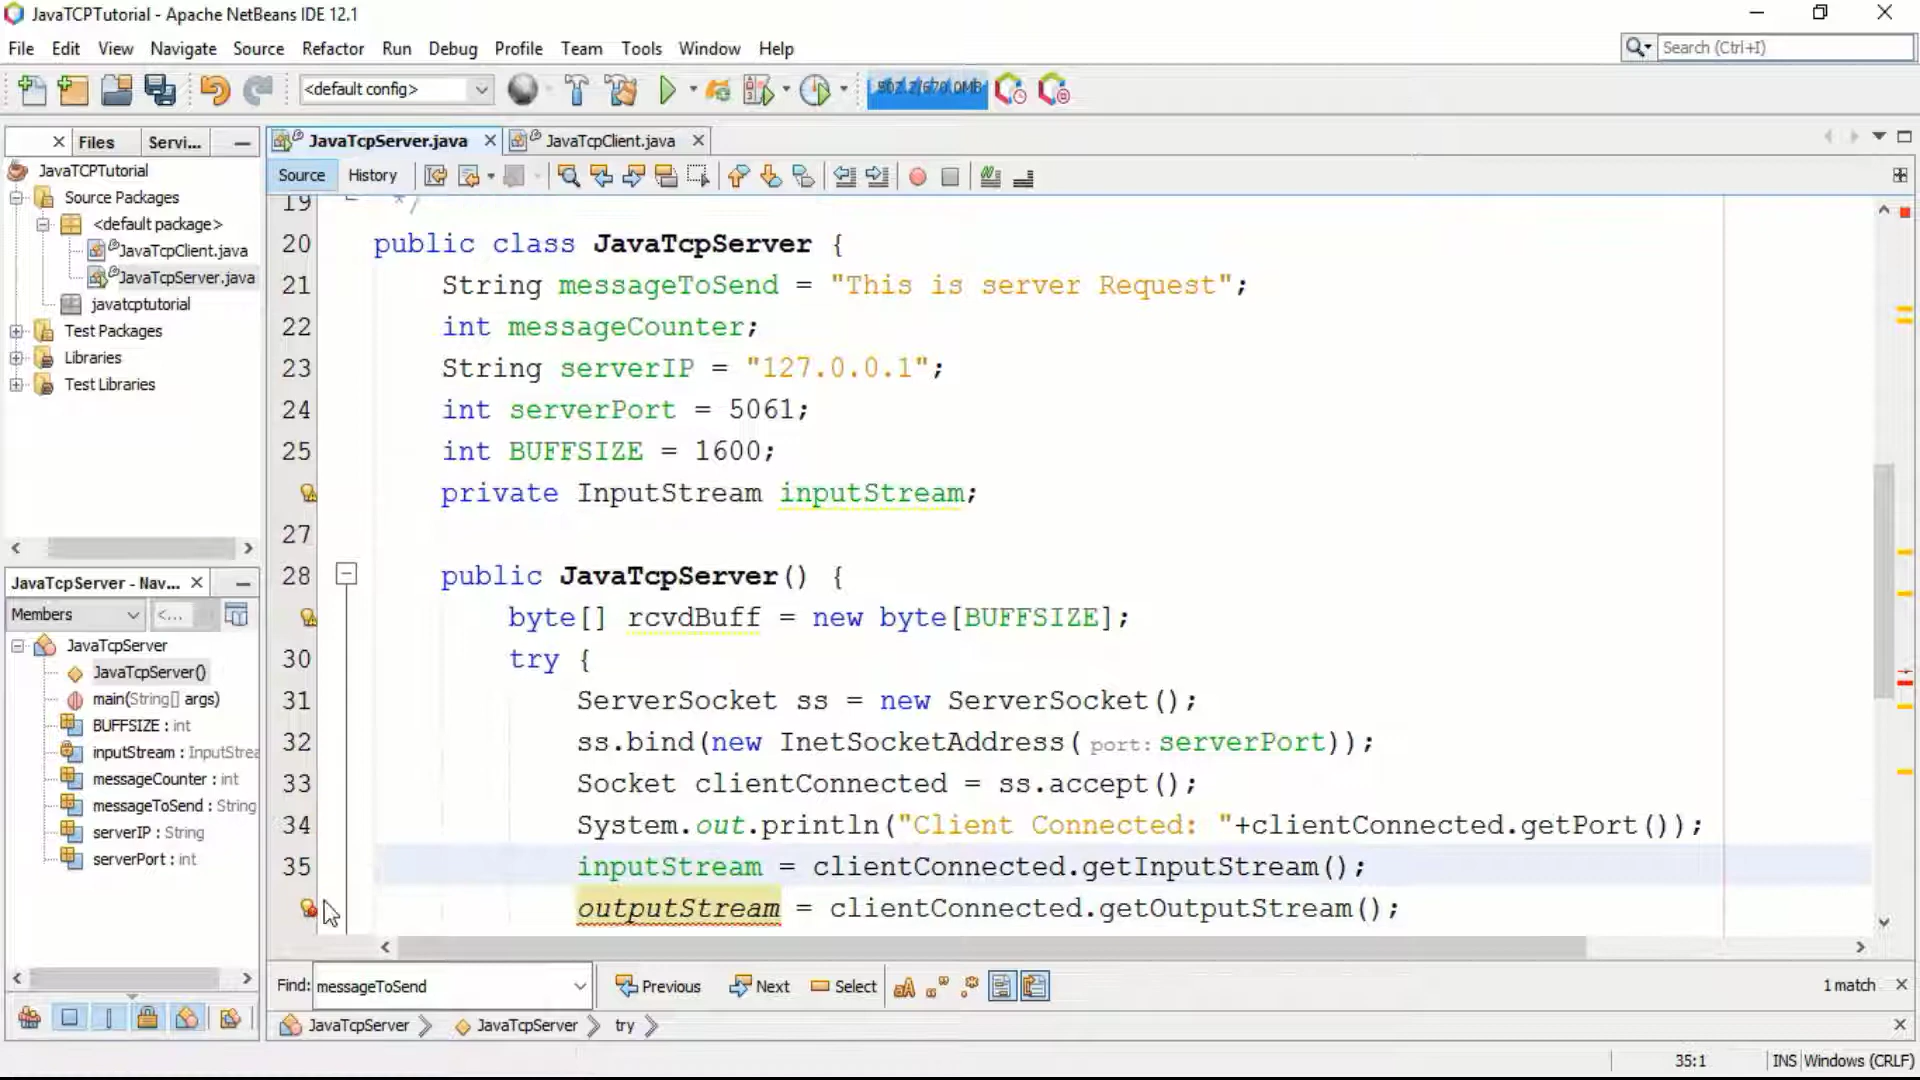 JavaTCPTutorial - Apache NetBeans IDE 12.1
File Edit View Navigate Source Refactor Run Debug Profile Team Tools Window Help
Search (Ctrl+I)
<default config>
Files Servi...
JavaTcpServer.java JavaTcpClient.java
Source History
JavaTCPTutorial
Source Packages
<default package>
JavaTcpClient.java
JavaTcpServer.java
javatcptutorial
Test Packages
Libraries
Test Libraries
19 */
20 public class JavaTcpServer {
21 String messageToSend = "This is server Request";
22 int messageCounter;
23 String serverIP = "127.0.0.1";
24 int serverPort = 5061;
25 int BUFFSIZE = 1600;
private InputStream inputStream;
27
28 public JavaTcpServer() {
byte[] rcvdBuff = new byte[BUFFSIZE];
30 try {
31 ServerSocket ss = new ServerSocket();
32 ss.bind(new InetSocketAddress( port: serverPort));
33 Socket clientConnected = ss.accept();
34 System.out.println("Client Connected: "+clientConnected.getPort());
35 inputStream = clientConnected.getInputStream();
outputStream = clientConnected.getOutputStream();
JavaTcpServer - Nav...
Members <...
JavaTcpServer
JavaTcpServer()
main(String[] args)
BUFFSIZE : int
inputStream : InputStrea
messageCounter : int
messageToSend : String
serverIP : String
serverPort : int
Find: messageToSend Previous Next Select aA 1 match
JavaTcpServer JavaTcpServer try
35:1 INS Windows (CRLF)